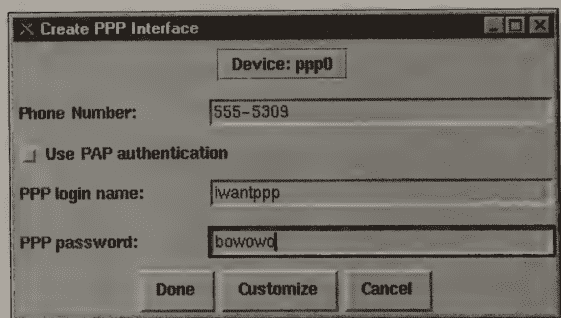 Create PPP Interface
Device: ppp0
Phone Number: 555-5309
Use PAP authentication
PPP login name: iwantppp
PPP password: bowowo
Done Customize Cancel